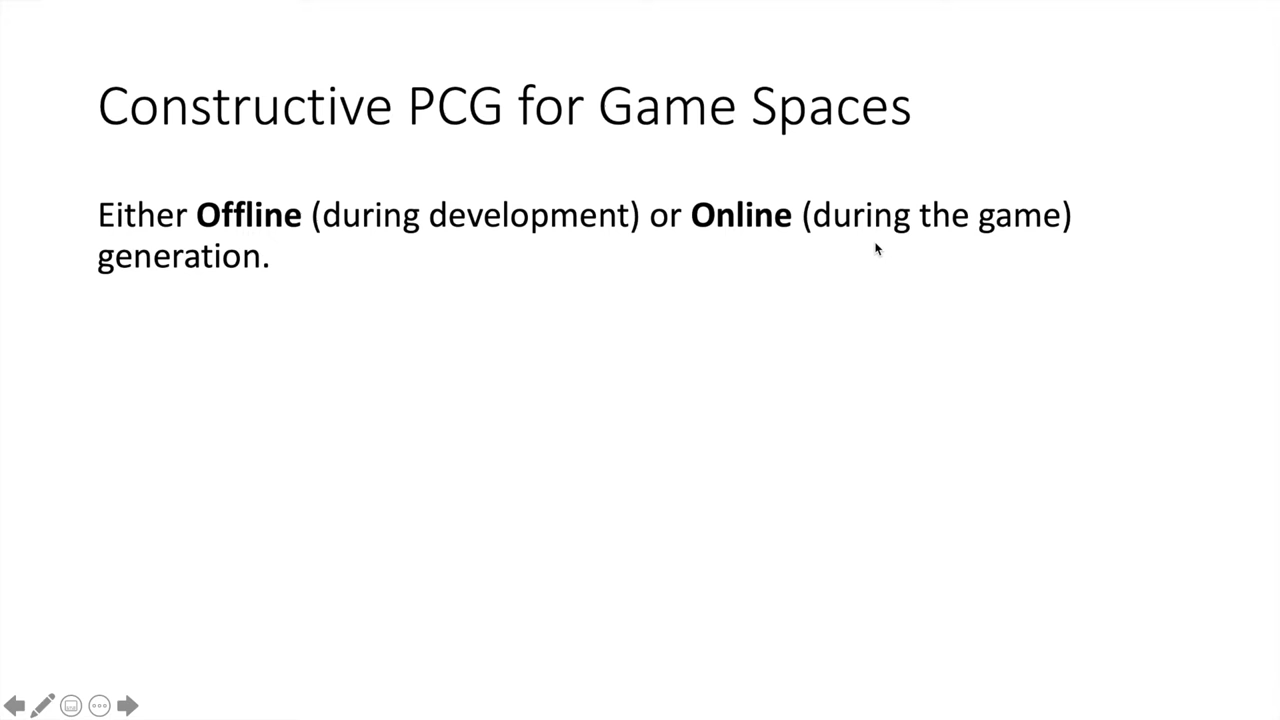 Constructive PCG for Game Spaces
Either Offline (during development) or Online (during the game)
generation.